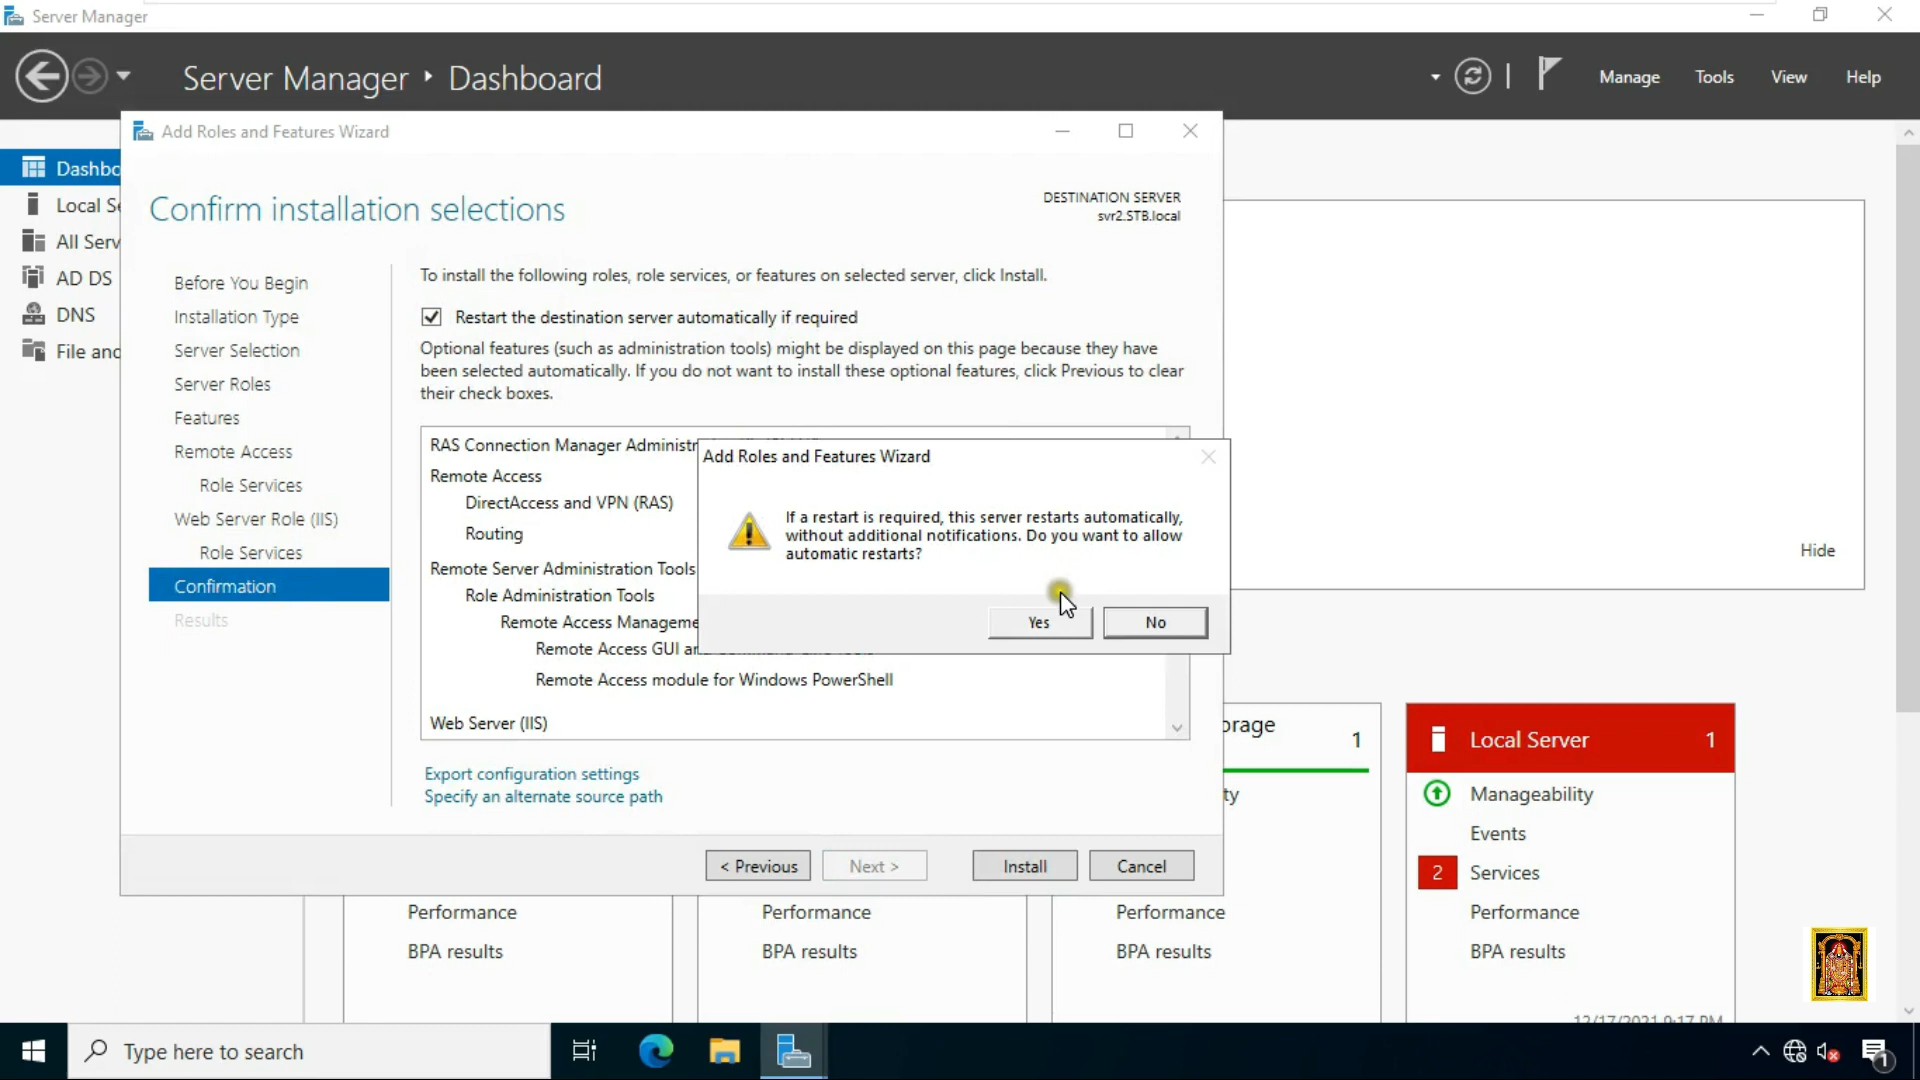 Server Manager
Server Manager ‣ Dashboard
Manage
Tools
View
Help
Add Roles and Features Wizard
Dashbo
Local Se
All Serv
AD DS
DNS
File and
Confirm installation selections
DESTINATION SERVER
svr2.STB.local
Before You Begin
Installation Type
Server Selection
Server Roles
Features
Remote Access
Role Services
Web Server Role (IIS)
Role Services
Confirmation
Results
To install the following roles, role services, or features on selected server, click Install.
Restart the destination server automatically if required
Optional features (such as administration tools) might be displayed on this page because they have
been selected automatically. If you do not want to install these optional features, click Previous to clear
their check boxes.
RAS Connection Manager Administr
Remote Access
DirectAccess and VPN (RAS)
Routing
Remote Server Administration Tools
Role Administration Tools
Remote Access Manageme
Remote Access GUI an
Remote Access module for Windows PowerShell
Web Server (IIS)
Add Roles and Features Wizard
If a restart is required, this server restarts automatically,
without additional notifications. Do you want to allow
automatic restarts?
Yes
No
Export configuration settings
Specify an alternate source path
< Previous
Next >
Install
Cancel
Hide
orage
1
ty
Local Server
1
Manageability
Events
2
Services
Performance
BPA results
Performance
BPA results
Performance
BPA results
Performance
BPA results
12/17/2021 9:17 PM
Type here to search
1